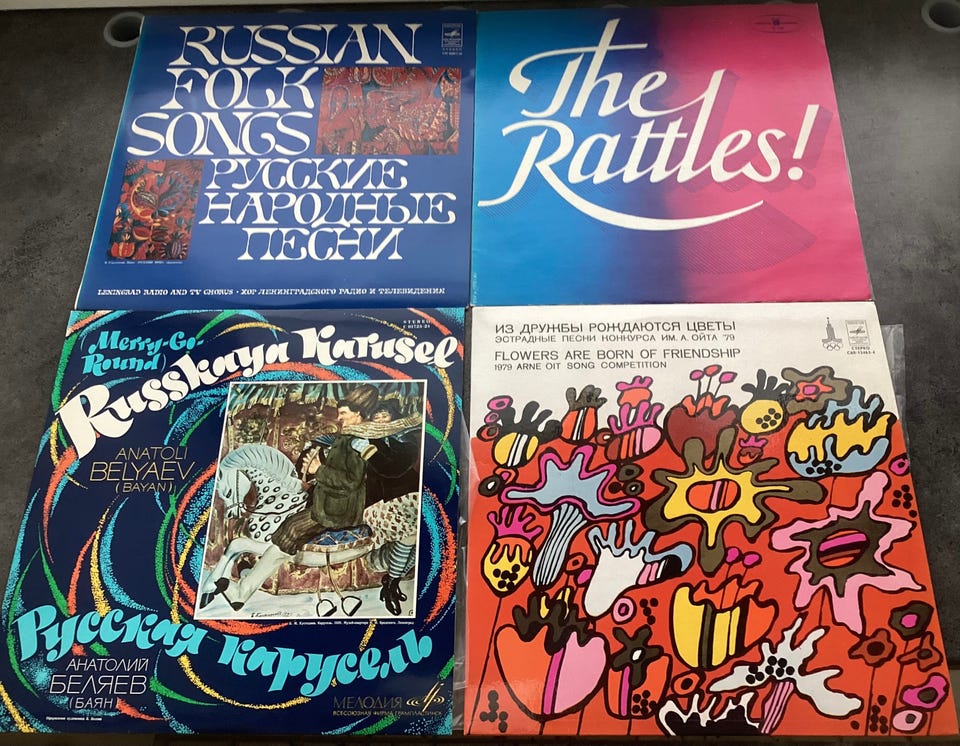 RUSSIAN
FOLK
SONGS
РУССКИЕ
НАРОДНЫЕ
ПЕСНИ
LENINGRAD RADIO AND TV CHORUS · ХОР ЛЕНИНГРАДСКОГО РАДИО И ТЕЛЕВИДЕНИЯ
The
Rattles!
STEREO
Merry-Go-
Round
Russkaya Karusel
ANATOLI
BELYAEV
(BAYAN)
Русская карусель
АНАТОЛИЙ
БЕЛЯЕВ
(БАЯН)
МЕЛОДИЯ
ВСЕСОЮЗНАЯ ФИРМА ГРАМПЛАСТИНОК
ИЗ ДРУЖБЫ РОЖДАЮТСЯ ЦВЕТЫ
ЭСТРАДНЫЕ ПЕСНИ КОНКУРСА ИМ. А. ОЙТА '79
FLOWERS ARE BORN OF FRIENDSHIP
1979 ARNE OIT SONG COMPETITION
СТЕРЕО